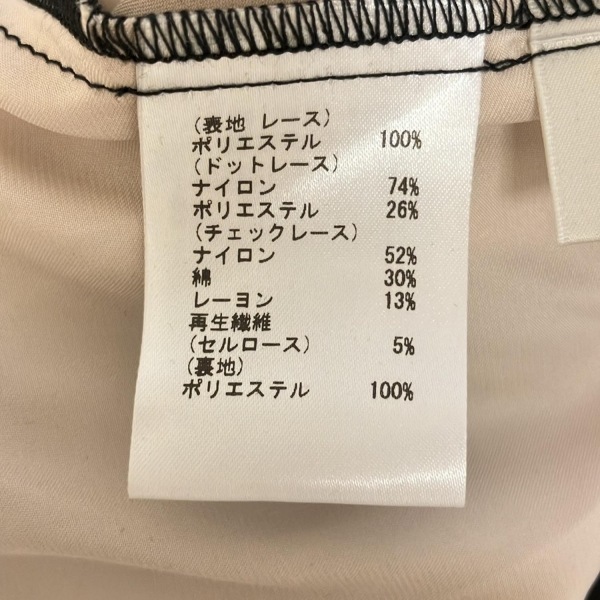 (表地 レース)
ポリエステル 100%
(ドットレース)
ナイロン 74%
ポリエステル 26%
(チェックレース)
ナイロン 52%
綿 30%
レーヨン 13%
再生繊維
(セルロース) 5%
(裏地)
ポリエステル 100%